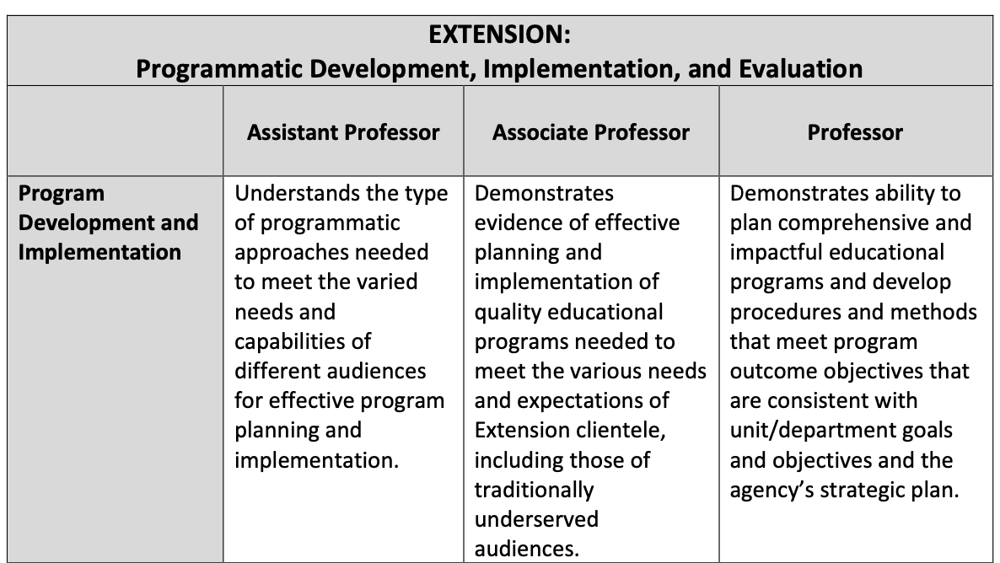 EXTENSION:
Programmatic Development, Implementation, and Evaluation
Assistant Professor
Associate Professor
Professor
Program
Development and
Implementation
Understands the type
of programmatic
approaches needed
to meet the varied
needs and
capabilities of
different audiences
for effective program
planning and
implementation.
Demonstrates
evidence of effective
planning and
implementation of
quality educational
programs needed to
meet the various needs
and expectations of
Extension clientele,
including those of
traditionally
underserved
audiences.
Demonstrates ability to
plan comprehensive and
impactful educational
programs and develop
procedures and methods
that meet program
outcome objectives that
are consistent with
unit/department goals
and objectives and the
agency’s strategic plan.